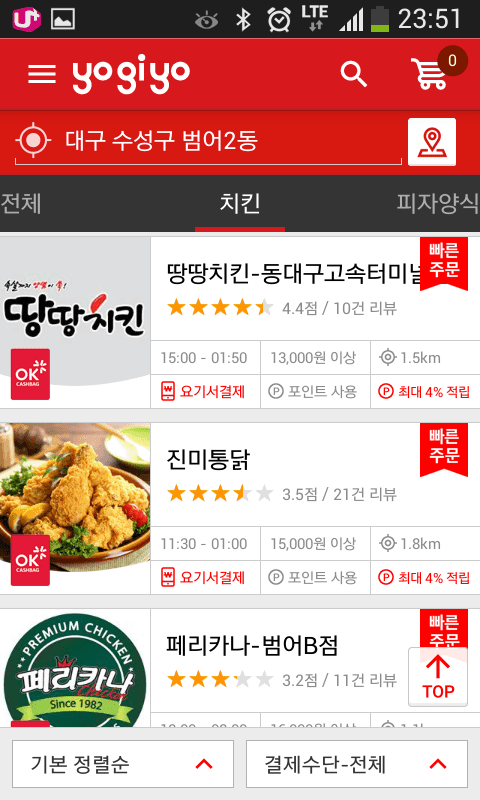 U+
LTE 23:51
yogiyo 0
대구 수성구 범어2동
전체 치킨 피자양식
땅땅치킨
OK
CASHBAG
땅땅치킨-동대구고속터미널
빠른
주문
4.4점 / 10건 리뷰
15:00 - 01:50 13,000원 이상 1.5km
요기서결제 P 포인트 사용 P 최대 4% 적립
OK
CASHBAG
진미통닭
빠른
주문
3.5점 / 21건 리뷰
11:30 - 01:00 15,000원 이상 1.8km
요기서결제 P 포인트 사용 P 최대 4% 적립
PREMIUM CHICKEN
페리카나
Chicken
Since 1982
페리카나-범어B점
빠른
주문
3.2점 / 11건 리뷰
TOP
기본 정렬순 결제수단-전체